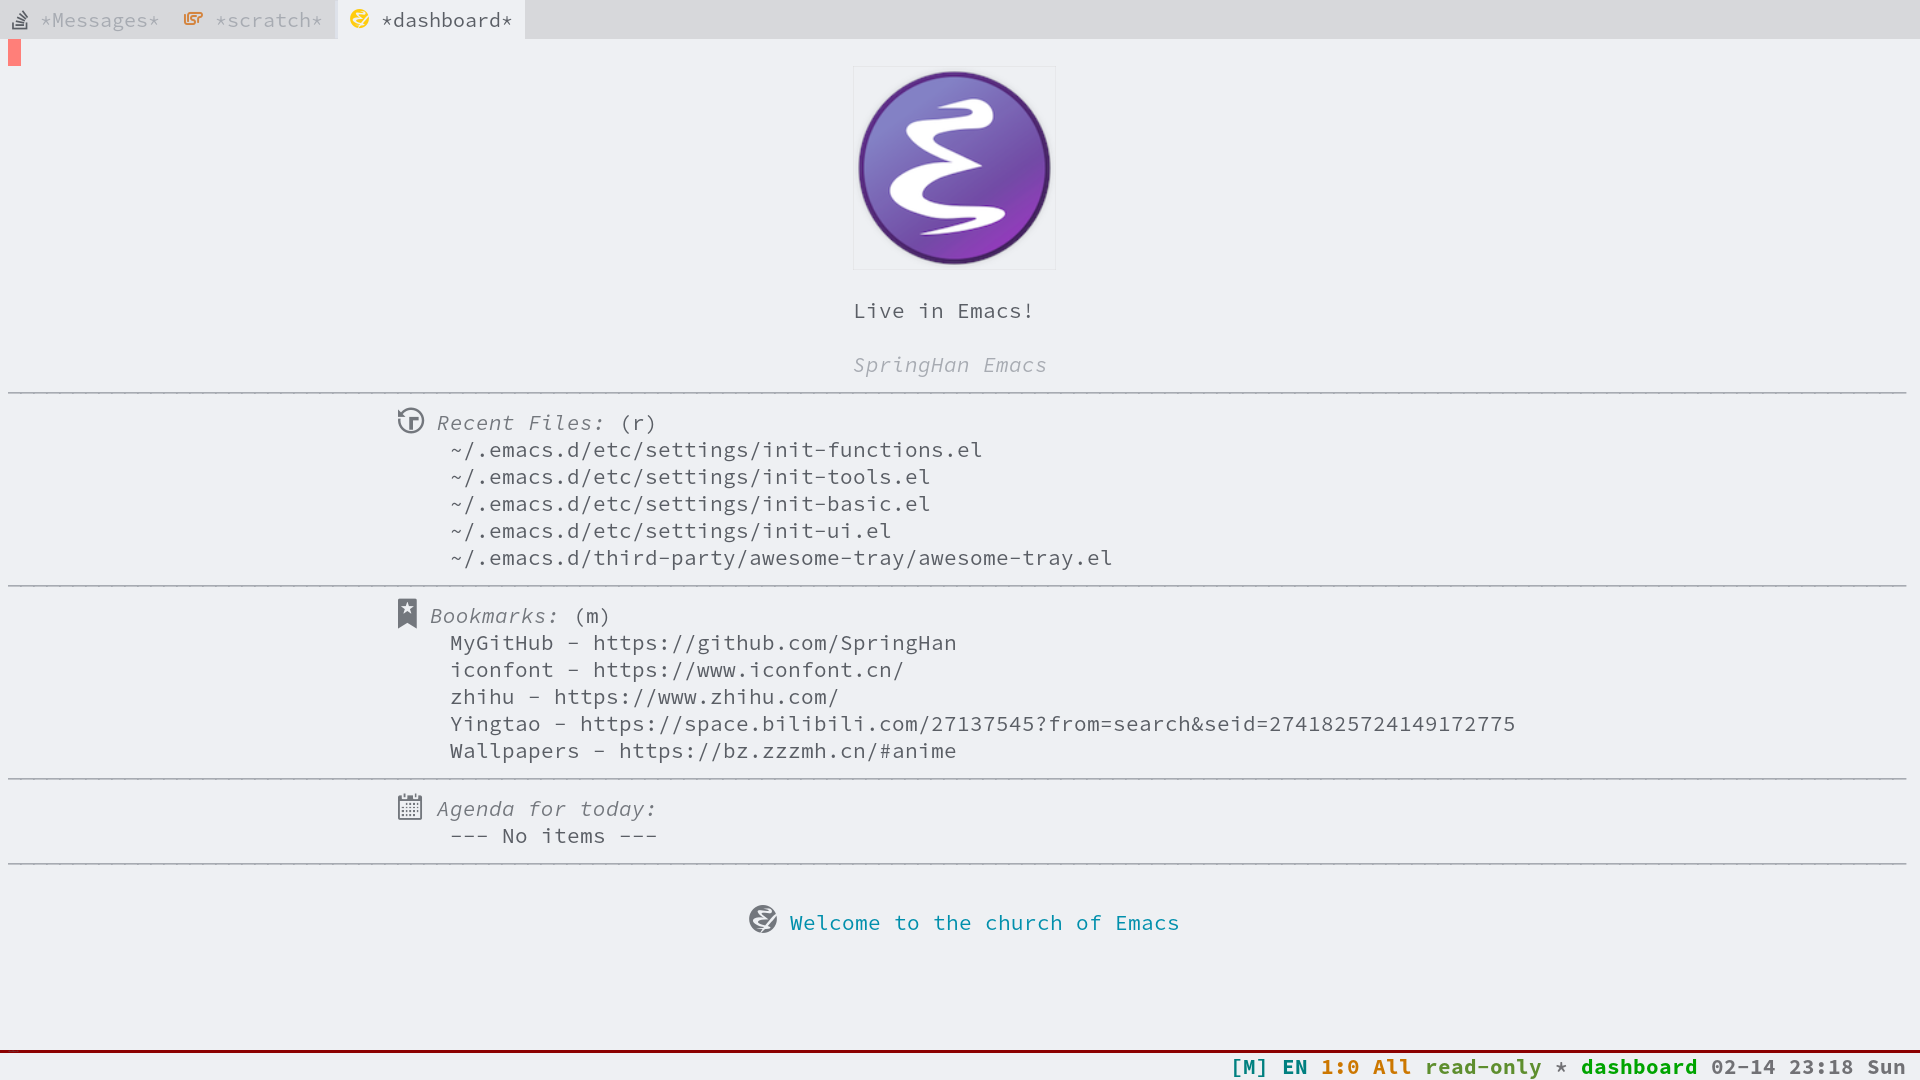 *Messages* *scratch* *dashboard*
Live in Emacs!
SpringHan Emacs
Recent Files: (r)
~/.emacs.d/etc/settings/init-functions.el
~/.emacs.d/etc/settings/init-tools.el
~/.emacs.d/etc/settings/init-basic.el
~/.emacs.d/etc/settings/init-ui.el
~/.emacs.d/third-party/awesome-tray/awesome-tray.el
Bookmarks: (m)
MyGitHub - https://github.com/SpringHan
iconfont - https://www.iconfont.cn/
zhihu - https://www.zhihu.com/
Yingtao - https://space.bilibili.com/27137545?from=search&seid=2741825724149172775
Wallpapers - https://bz.zzzmh.cn/#anime
Agenda for today:
--- No items ---
Welcome to the church of Emacs
[M] EN 1:0 All read-only * dashboard 02-14 23:18 Sun